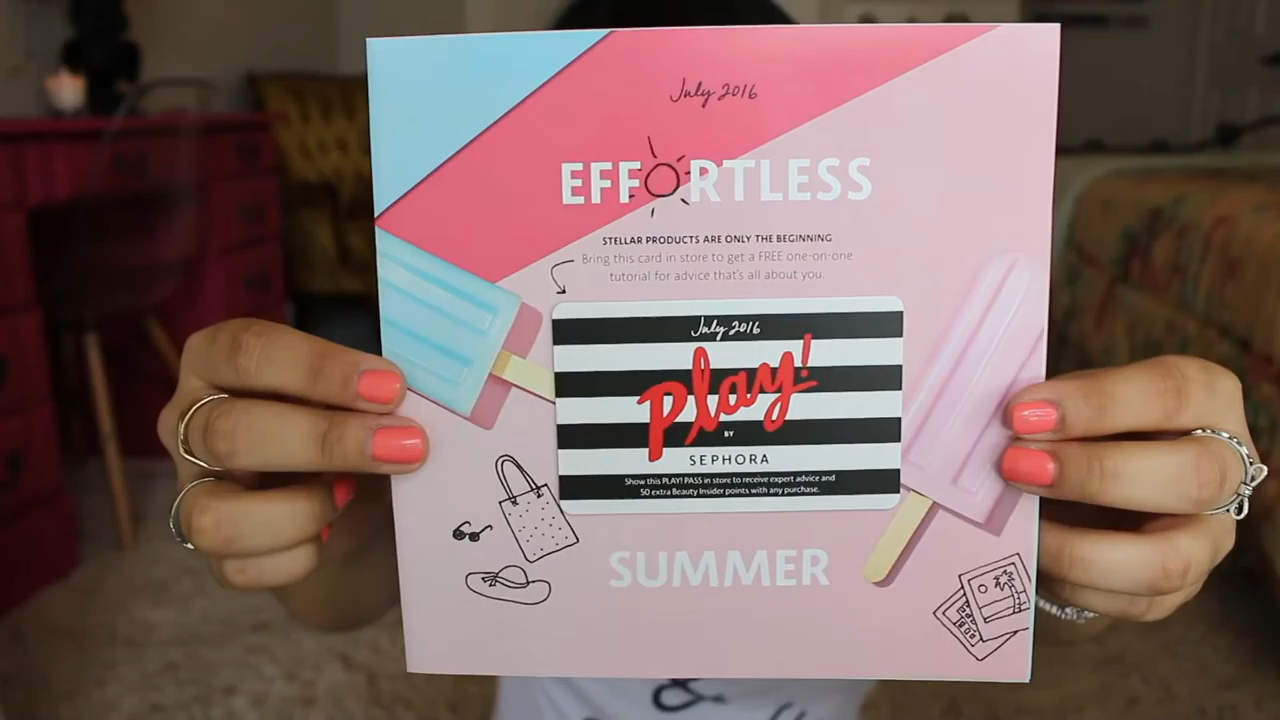 July 2016
EFFORTLESS
STELLAR PRODUCTS ARE ONLY THE BEGINNING
Bring this card in store to get a FREE one-on-one
tutorial for advice that's all about you.
July 2016
Play!
BY
SEPHORA
Show this PLAY! PASS in store to receive expert advice and
50 extra Beauty Insider points with any purchase.
SUMMER
&